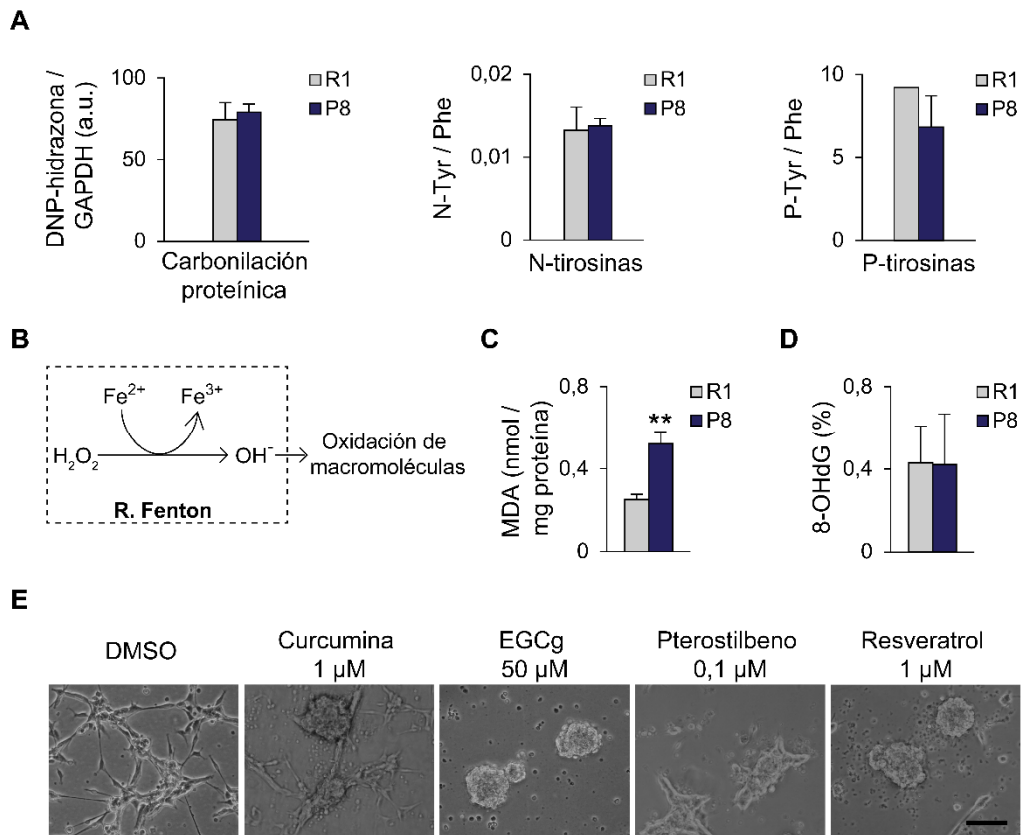 A
DNP-hidrazona /
GAPDH (a.u.)
100
50
0
R1
P8
Carbonilación
proteínica
N-Tyr / Phe
0,02
0,01
0
R1
P8
N-tirosinas
P-Tyr / Phe
10
5
0
R1
P8
P-tirosinas
B
Fe2+ Fe3+
H2O2 OH- Oxidación de
macromoléculas
R. Fenton
C
MDA (nmol /
mg proteína)
0,8
0,4
0
**
R1
P8
D
8-OHdG (%)
0,8
0,4
0
R1
P8
E
DMSO
Curcumina
1 µM
EGCg
50 µM
Pterostilbeno
0,1 µM
Resveratrol
1 µM